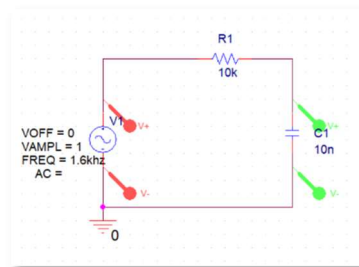 R1
10k
V1
V+
V+
VOFF = 0
VAMPL = 1
FREQ = 1.6khz
AC =
C1
10n
V-
V-
0